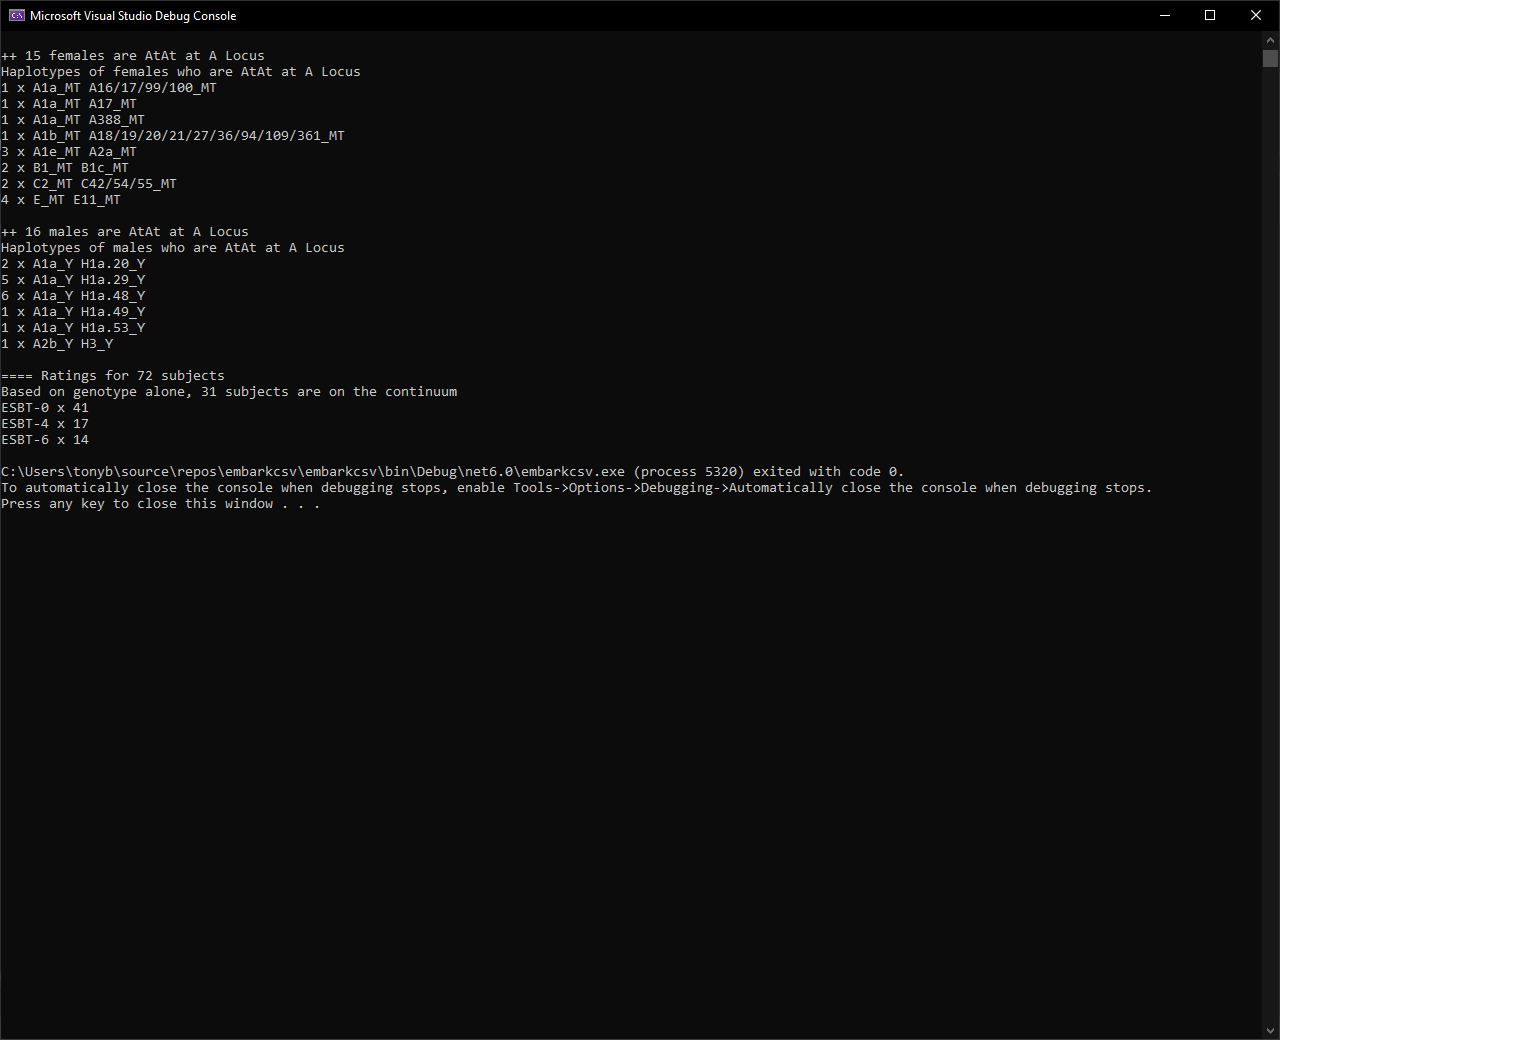 Microsoft Visual Studio Debug Console
++ 15 females are AtAt at A Locus
Haplotypes of females who are AtAt at A Locus
1 x A1a_MT A16/17/99/100_MT
1 x A1a_MT A17_MT
1 x A1a_MT A388_MT
1 x A1b_MT A18/19/20/21/27/36/94/109/361_MT
3 x A1e_MT A2a_MT
2 x B1_MT B1c_MT
2 x C2_MT C42/54/55_MT
4 x E_MT E11_MT
++ 16 males are AtAt at A Locus
Haplotypes of males who are AtAt at A Locus
2 x A1a_Y H1a.20_Y
5 x A1a_Y H1a.29_Y
6 x A1a_Y H1a.48_Y
1 x A1a_Y H1a.49_Y
1 x A1a_Y H1a.53_Y
1 x A2b_Y H3_Y
==== Ratings for 72 subjects
Based on genotype alone, 31 subjects are on the continuum
ESBT-0 x 41
ESBT-4 x 17
ESBT-6 x 14
C:\Users\tonyb\source\repos\embarkcsv\embarkcsv\bin\Debug\net6.0\embarkcsv.exe (process 5320) exited with code 0.
To automatically close the console when debugging stops, enable Tools->Options->Debugging->Automatically close the console when debugging stops.
Press any key to close this window . . .